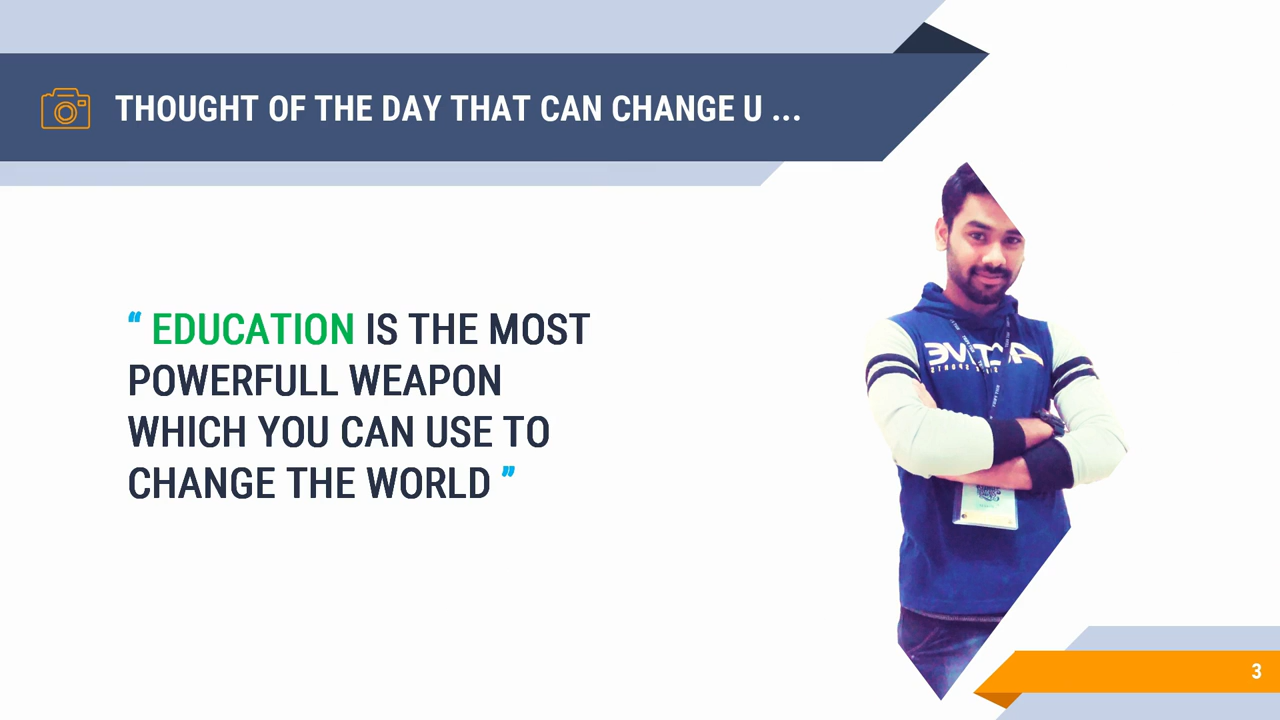 THOUGHT OF THE DAY THAT CAN CHANGE U ...
“ EDUCATION IS THE MOST
POWERFULL WEAPON
WHICH YOU CAN USE TO
CHANGE THE WORLD ”
ACTIVE
3